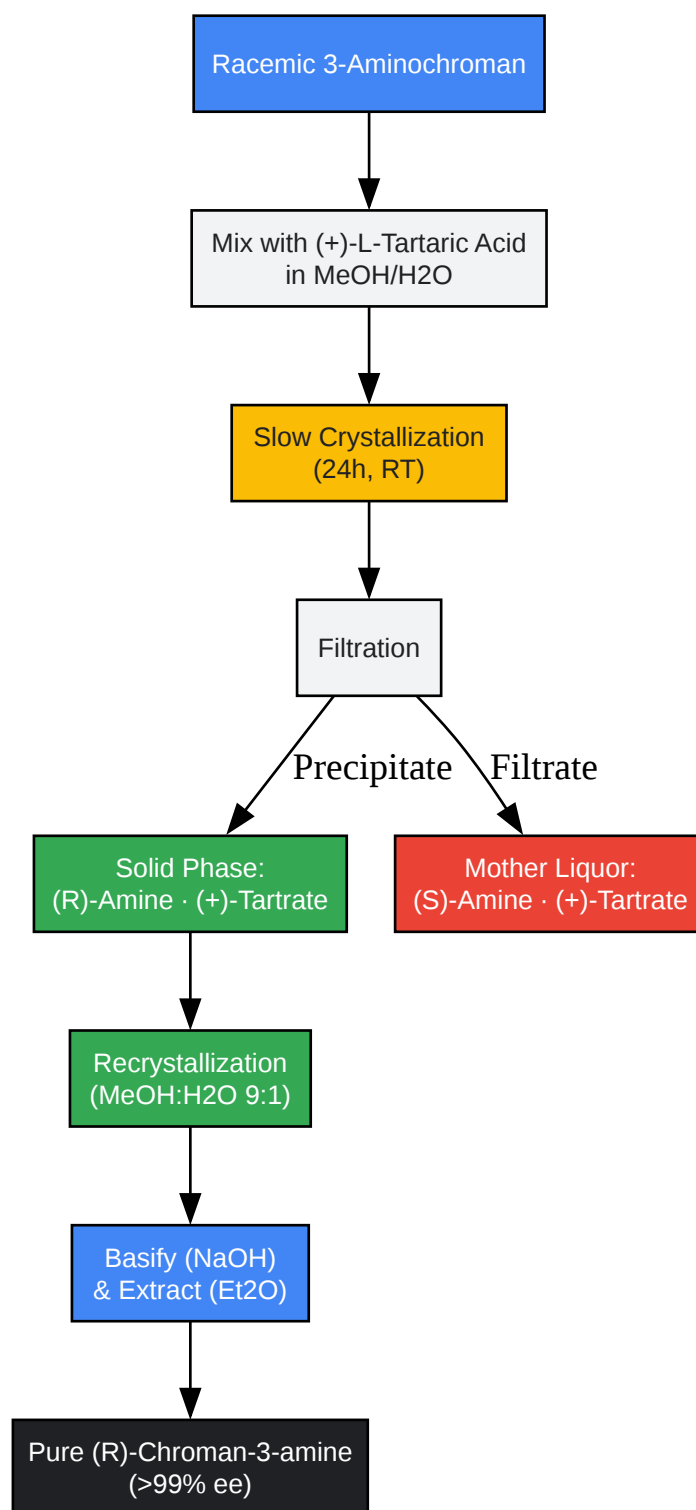 Racemic 3-Aminochroman
Mix with (+)-L-Tartaric Acid
in MeOH/H2O
Slow Crystallization
(24h, RT)
Filtration
Precipitate
Filtrate
Solid Phase:
(R)-Amine · (+)-Tartrate
Mother Liquor:
(S)-Amine · (+)-Tartrate
Recrystallization
(MeOH:H2O 9:1)
Basify (NaOH)
& Extract (Et2O)
Pure (R)-Chroman-3-amine
(>99% ee)